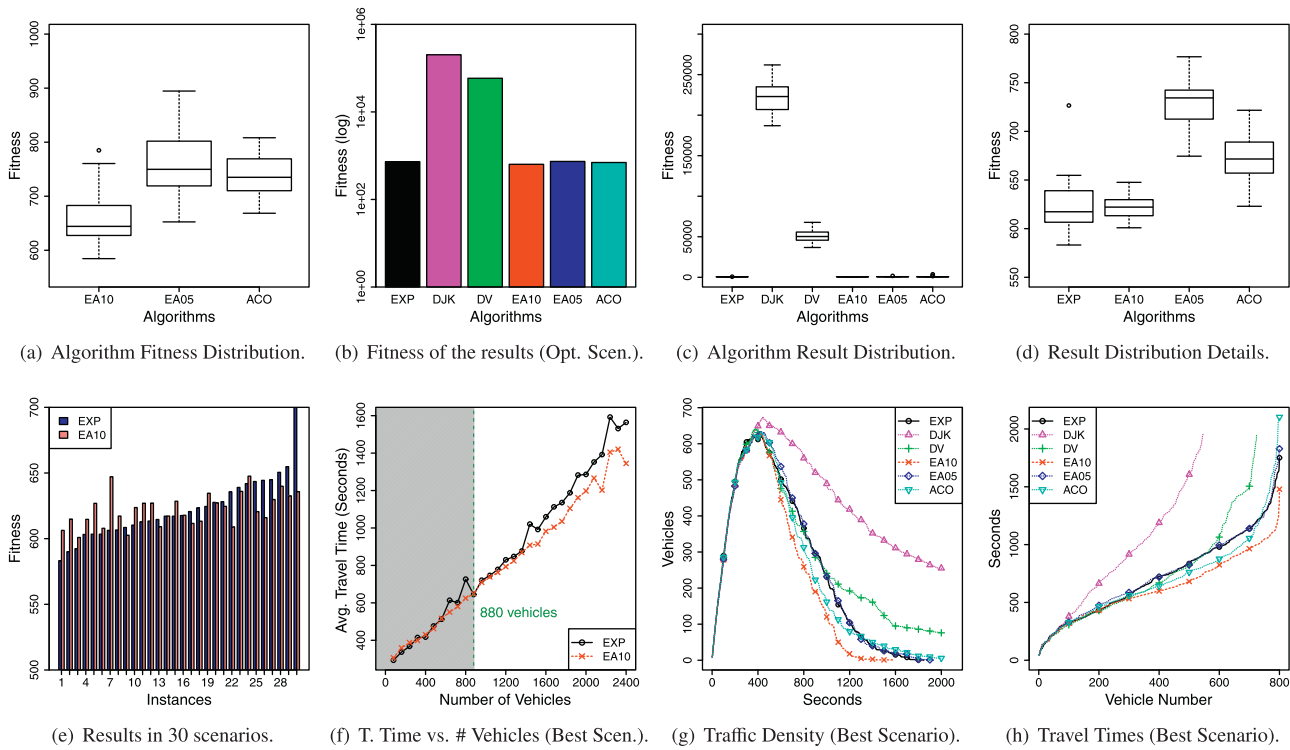 Fitness
600 700 800 900 1000
EA10 EA05 ACO
Algorithms
(a) Algorithm Fitness Distribution.
Fitness (log)
1e+00 1e+02 1e+04 1e+06
EXP DJK DV EA10 EA05 ACO
Algorithms
(b) Fitness of the results (Opt. Scen.).
Fitness
0 50000 150000 250000
EXP DJK DV EA10 EA05 ACO
Algorithms
(c) Algorithm Result Distribution.
Fitness
550 600 650 700 750 800
EXP EA10 EA05 ACO
Algorithms
(d) Result Distribution Details.
Fitness
500 550 600 650 700
EXP
EA10
1 4 7 10 13 16 19 22 25 28
Instances
(e) Results in 30 scenarios.
Avg. Travel Time (Seconds)
400 600 800 1000 1200 1400 1600
880 vehicles
EXP
EA10
0 400 800 1200 1600 2000 2400
Number of Vehicles
(f) T. Time vs. # Vehicles (Best Scen.).
Vehicles
0 100 200 300 400 500 600 700
EXP
DJK
DV
EA10
EA05
ACO
0 400 800 1200 1600 2000
Seconds
(g) Traffic Density (Best Scenario).
Seconds
0 500 1000 1500 2000
EXP
DJK
DV
EA10
EA05
ACO
0 200 400 600 800
Vehicle Number
(h) Travel Times (Best Scenario).